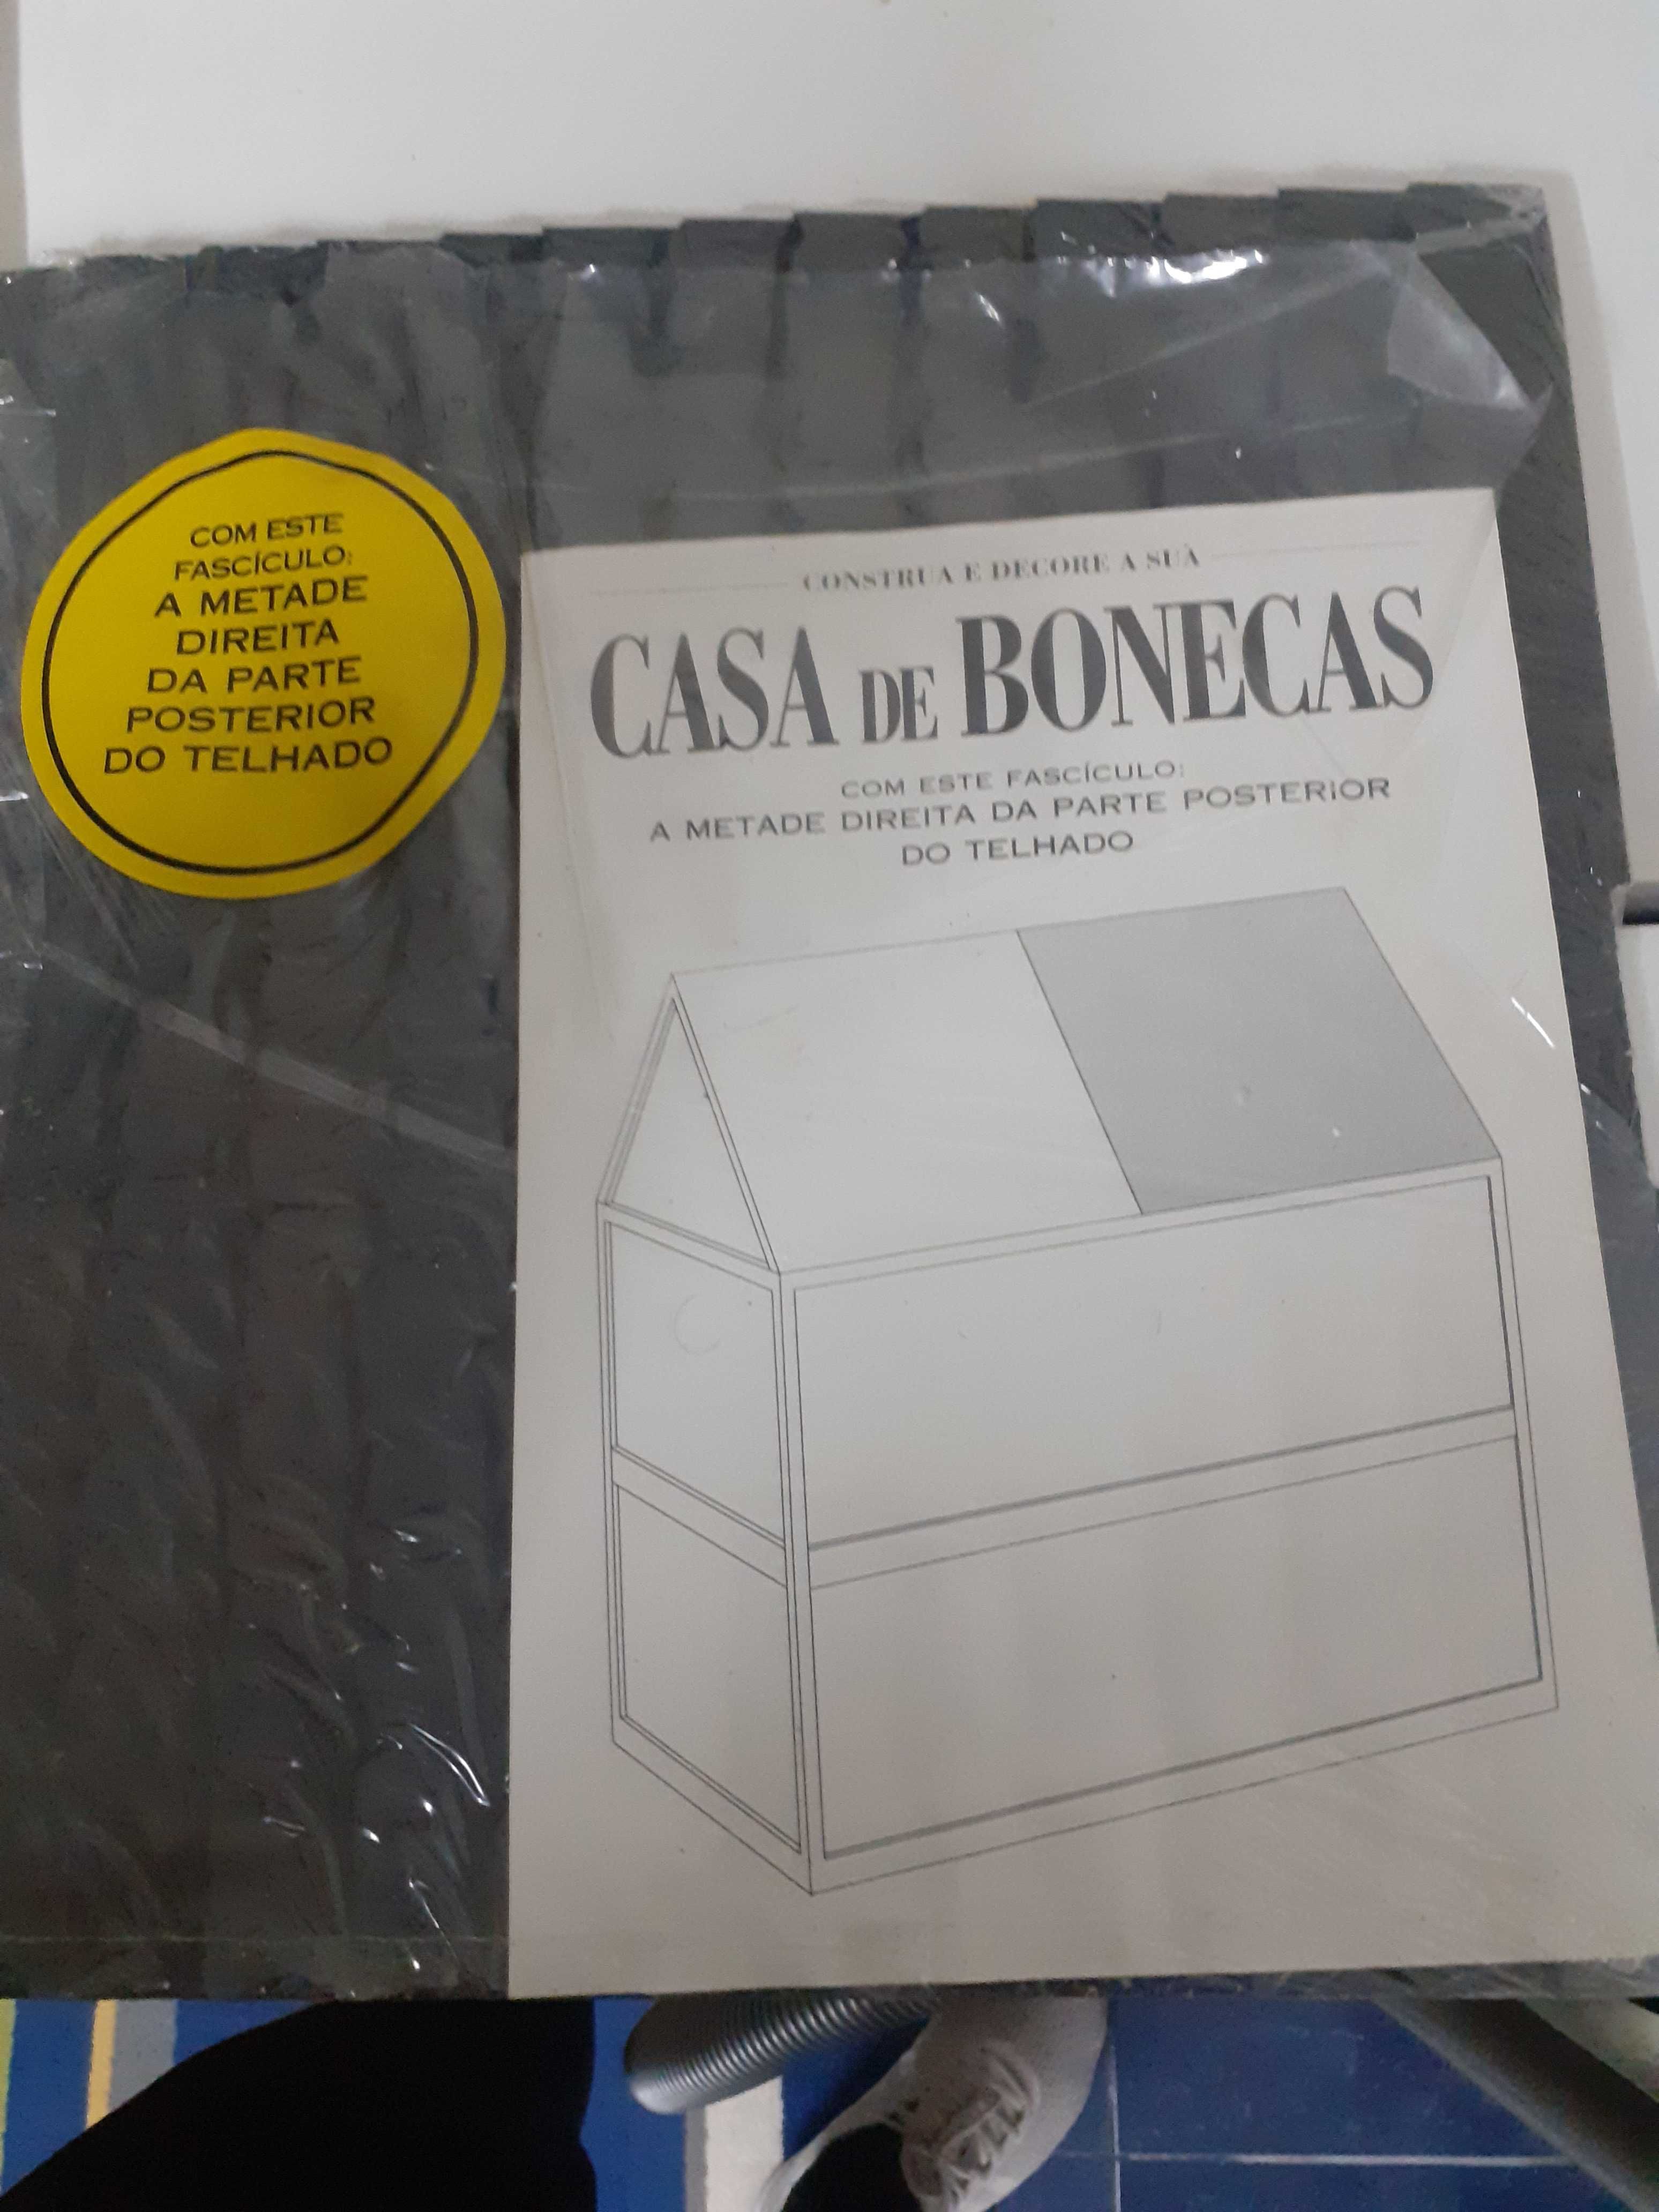 COM ESTE
FASCÍCULO:
A METADE
DIREITA
DA PARTE
POSTERIOR
DO TELHADO
CONSTRUA E DECORE A SUA
CASA DE BONECAS
COM ESTE FASCÍCULO:
A METADE DIREITA DA PARTE POSTERIOR
DO TELHADO